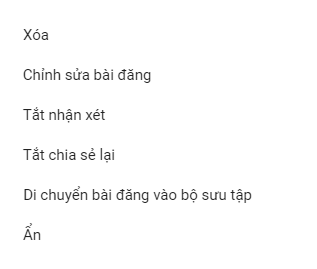 Xóa
Chỉnh sửa bài đăng
Tắt nhận xét
Tắt chia sẻ lại
Di chuyển bài đăng vào bộ sưu tập
Ẩn